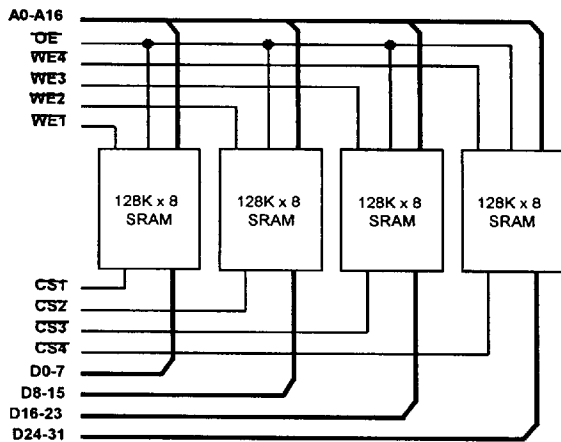 A0-A16
OE
WE4
WE3
WE2
WE1
128K x 8
SRAM
128K x 8
SRAM
128K x 8
SRAM
128K x 8
SRAM
CS1
CS2
CS3
CS4
D0-7
D8-15
D16-23
D24-31